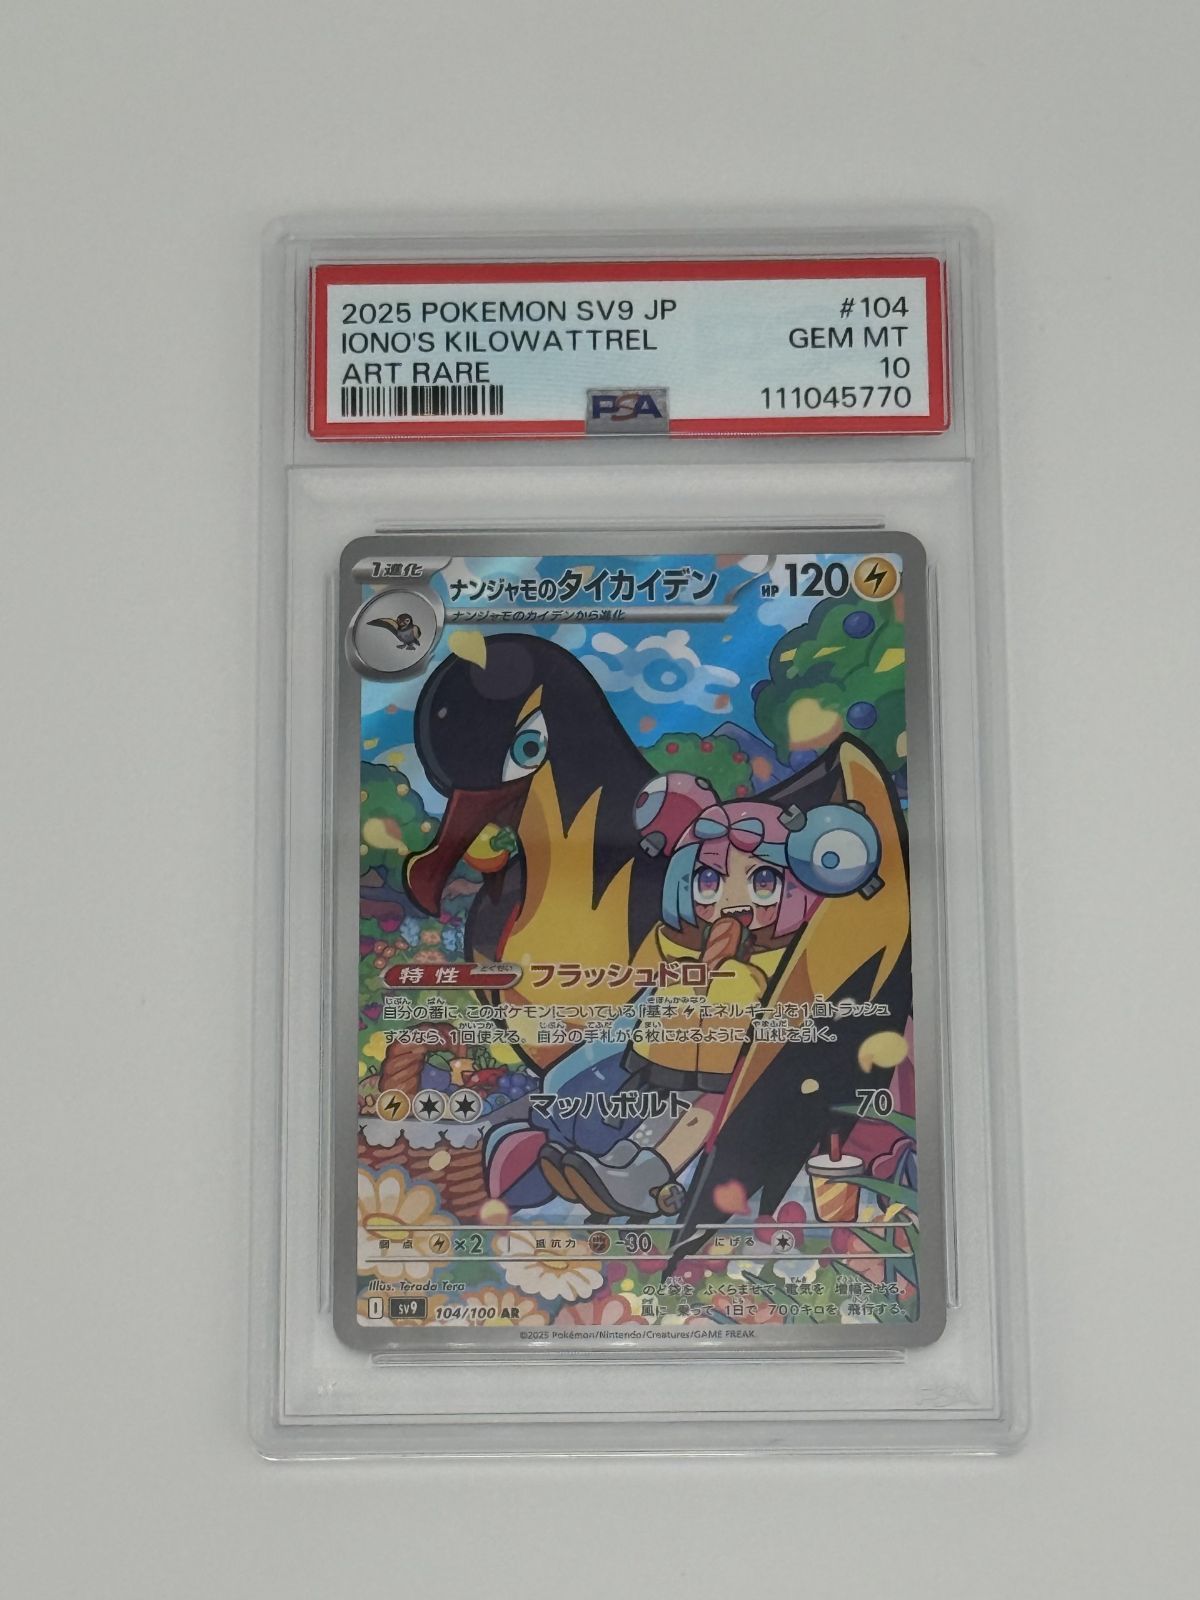 2025 POKEMON SV9 JP #104
IONO'S KILOWATTREL GEM MT
ART RARE 10
PSA 111045770
1進化 ナンジャモのタイカイデン HP 120
ナンジャモのカイデンから進化
特性 とくせい フラッシュドロー
自分の番に、このポケモンについている「基本エネルギー」を1個トラッシュ
するなら、1回使える。自分の手札が6枚になるように、山札を引く。
マッハボルト 70
弱点 ×2 抵抗力 -30 にげる
Illus. Terada Tera
のど袋を ふくらませて 電気を 増幅させる。
風に 乗って 1日で 700キロを 飛行する。
I SV9 104/100 AR
©2025 Pokémon/Nintendo/Creatures/GAME FREAK.